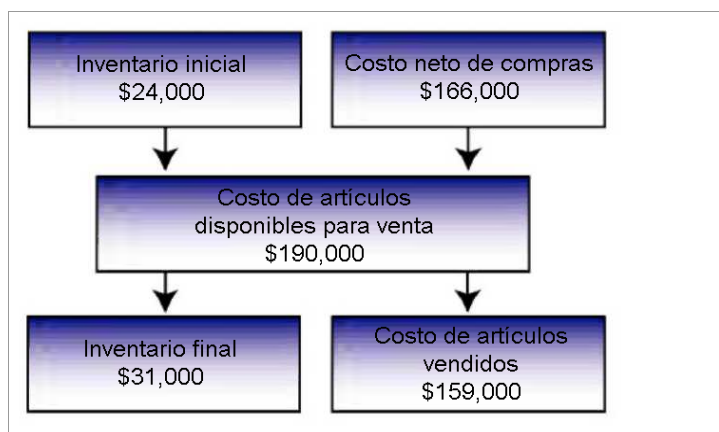 Inventario inicial
$24,000
Costo neto de compras
$166,000
Costo de artículos
disponibles para venta
$190,000
Inventario final
$31,000
Costo de artículos
vendidos
$159,000